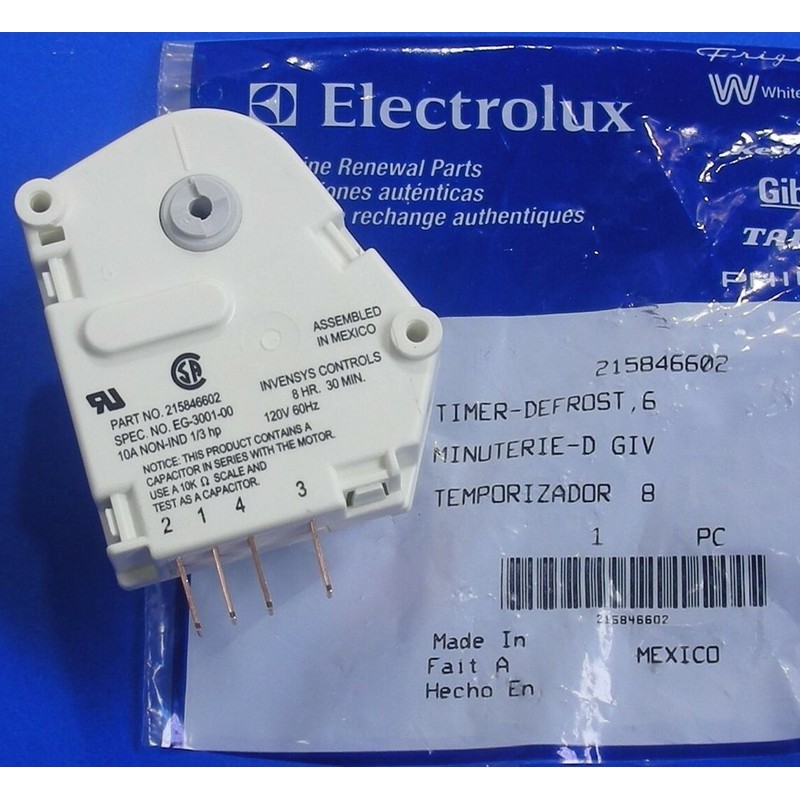 Electrolux
White
ine Renewal Parts
iones auténticas
rechange authentiques
Gib
ASSEMBLED
IN MEXICO
INVENSYS CONTROLS
8 HR. 30 MIN.
120V 60Hz
PART NO. 215846602
SPEC. NO. EG-3001-00
10A NON-IND 1/3 hp
NOTICE: THIS PRODUCT CONTAINS A
CAPACITOR IN SERIES WITH THE MOTOR.
USE A 10K Ω SCALE AND
TEST AS A CAPACITOR.
2 1 4 3
215846602
TIMER-DEFROST,6
MINUTERIE-D GIV
TEMPORIZADOR 8
1 PC
215846602
Made In
Fait A
Hecho En
MEXICO